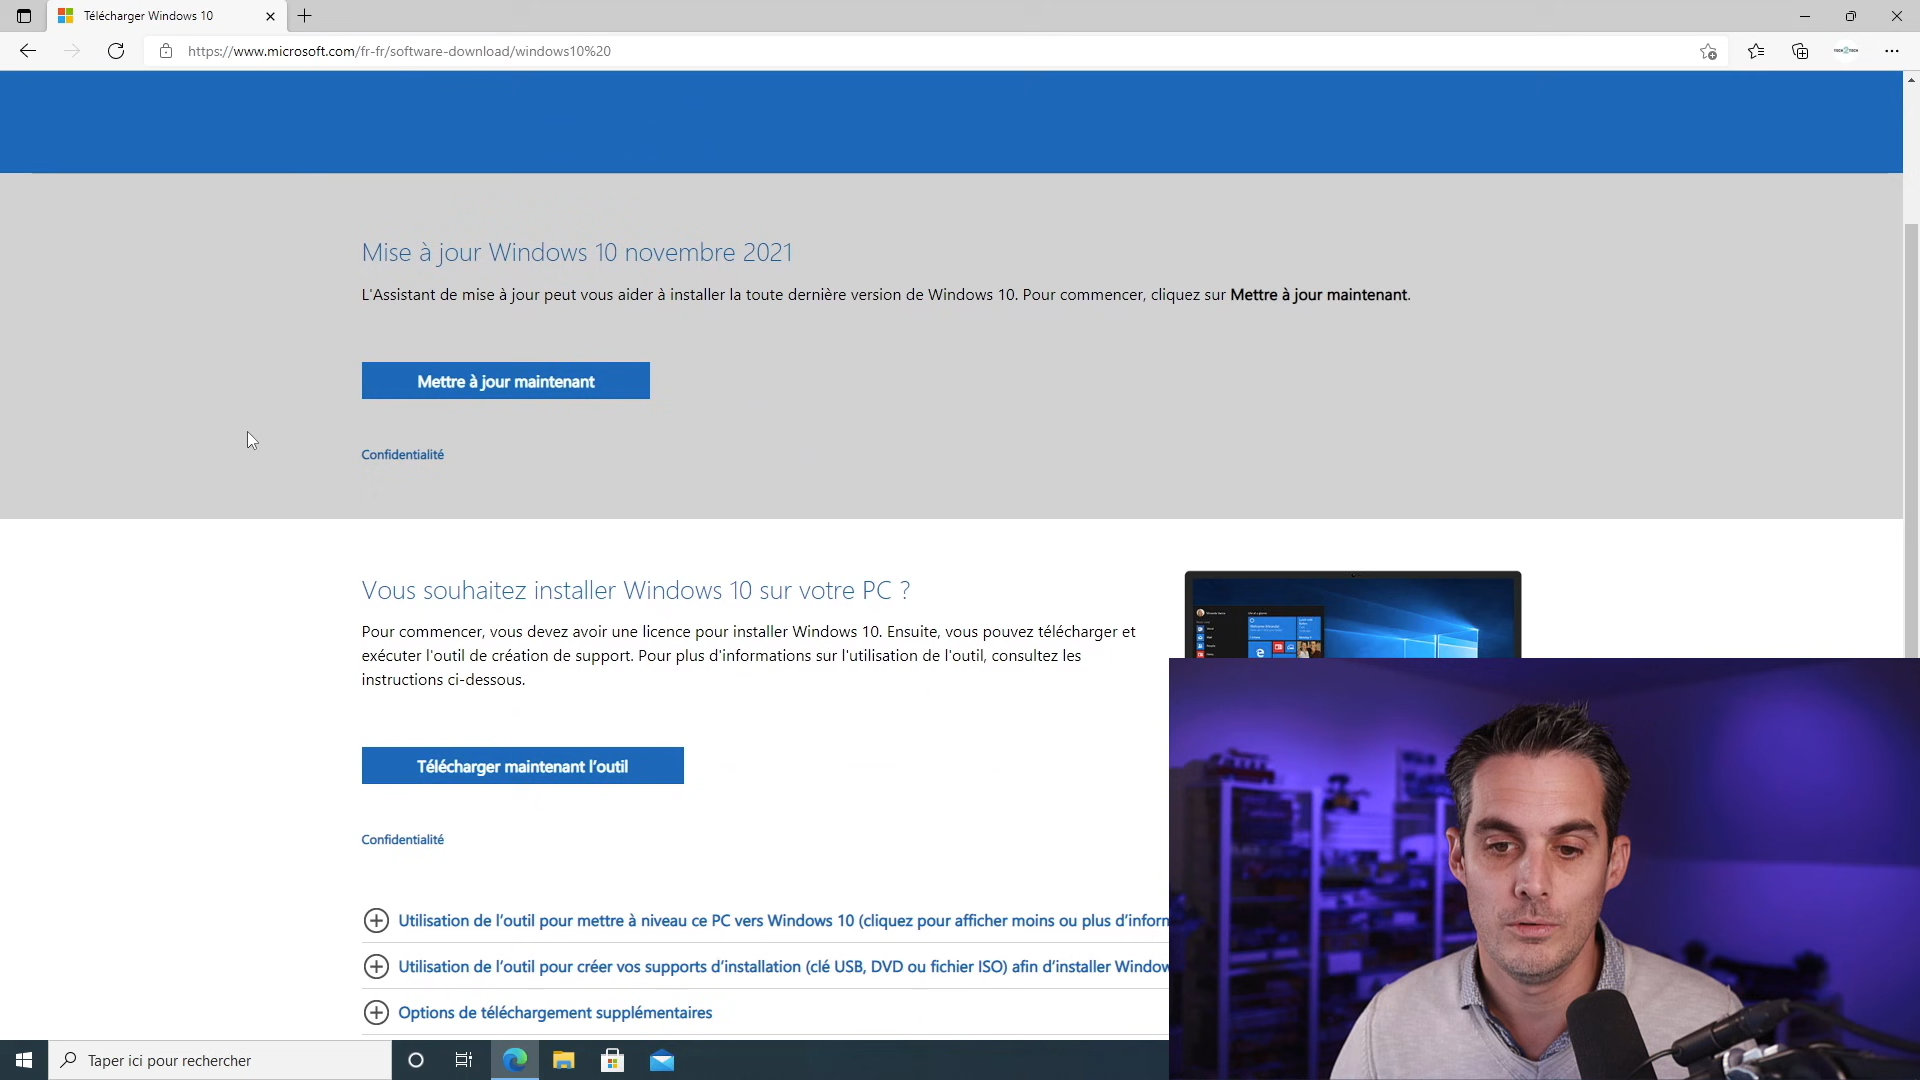 Télécharger Windows 10
https://www.microsoft.com/fr-fr/software-download/windows10%20
TECH2TECH
Mise à jour Windows 10 novembre 2021
L'Assistant de mise à jour peut vous aider à installer la toute dernière version de Windows 10. Pour commencer, cliquez sur Mettre à jour maintenant.
Mettre à jour maintenant
Confidentialité
Vous souhaitez installer Windows 10 sur votre PC ?
Pour commencer, vous devez avoir une licence pour installer Windows 10. Ensuite, vous pouvez télécharger et
exécuter l'outil de création de support. Pour plus d'informations sur l'utilisation de l'outil, consultez les
instructions ci-dessous.
Télécharger maintenant l’outil
Confidentialité
Utilisation de l’outil pour mettre à niveau ce PC vers Windows 10 (cliquez pour afficher moins ou plus d’inform
Utilisation de l’outil pour créer vos supports d’installation (clé USB, DVD ou fichier ISO) afin d’installer Window
Options de téléchargement supplémentaires
Taper ici pour rechercher